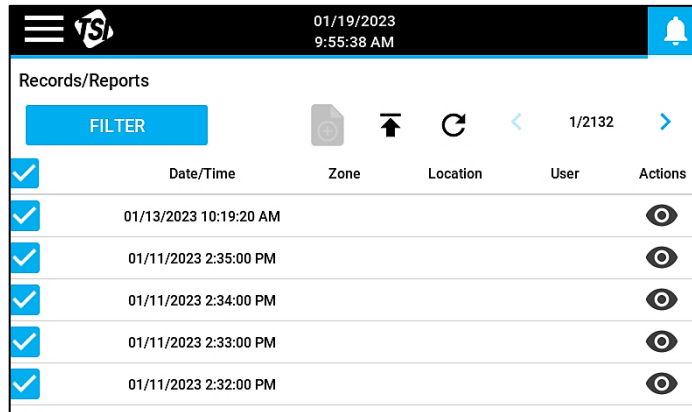 TSI
01/19/2023
9:55:38 AM
Records/Reports
FILTER
1/2132
Date/Time Zone Location User Actions
01/13/2023 10:19:20 AM
01/11/2023 2:35:00 PM
01/11/2023 2:34:00 PM
01/11/2023 2:33:00 PM
01/11/2023 2:32:00 PM